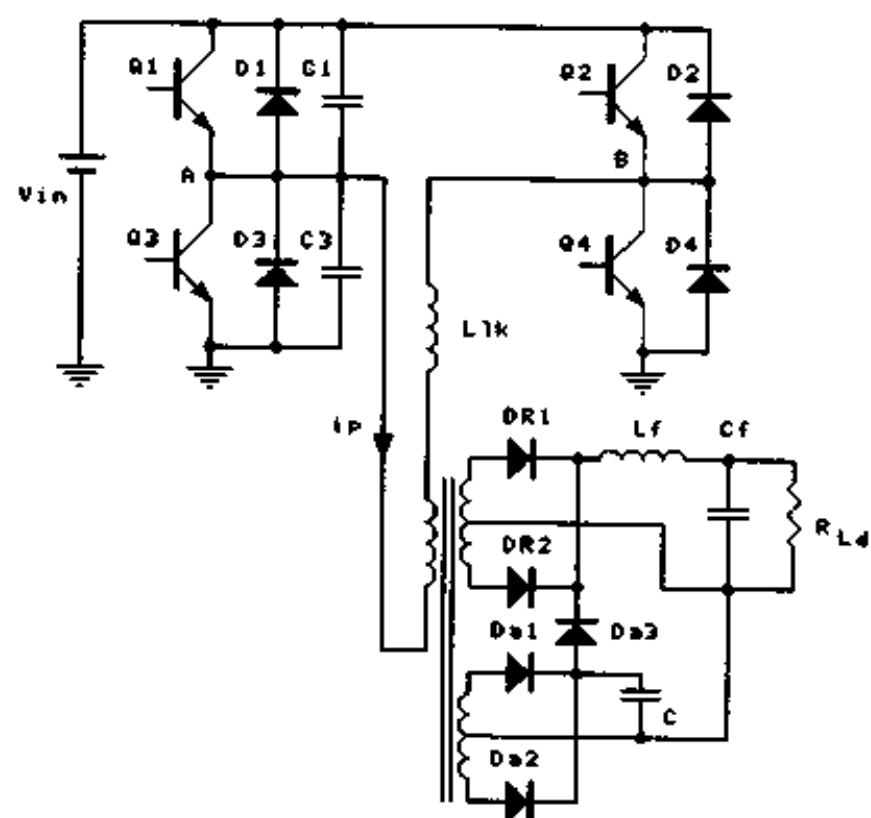 Q1 D1 C1 Q2 D2
A B
Vin
Q3 D3 C3 Q4 D4
Llk
ip
DR1 Lf Cf
DR2 RLd
Da1 Da3
C
Da2